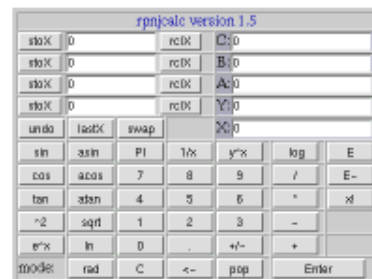 rpnjcalc version 1.5
stoX 0 rclX C: 0
stoX 0 rclX B: 0
stoX 0 rclX A: 0
stoX 0 rclX Y: 0
undo lastX swap X: 0
sin asin PI 1/x y^x log E
cos acos 7 8 9 / E-
tan atan 4 5 6 * x!
^2 sqrt 1 2 3 -
e^x ln 0 . +/- +
mode: rad C <- pop Enter